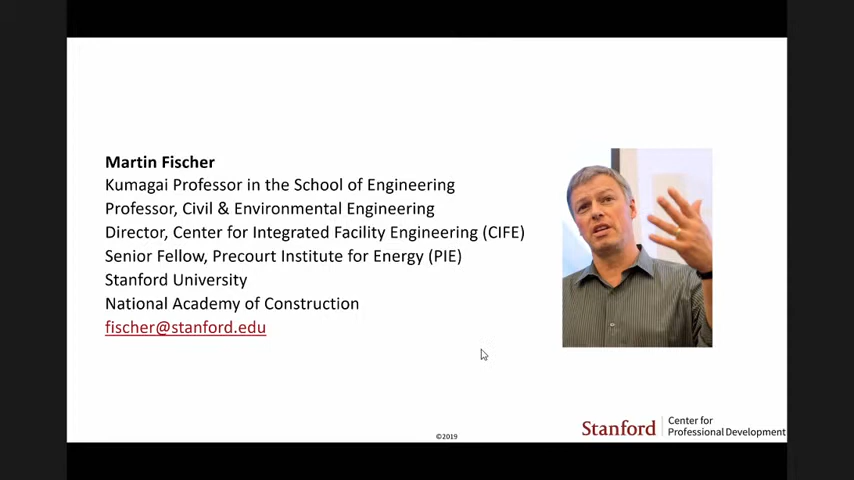 Martin Fischer
Kumagai Professor in the School of Engineering
Professor, Civil & Environmental Engineering
Director, Center for Integrated Facility Engineering (CIFE)
Senior Fellow, Precourt Institute for Energy (PIE)
Stanford University
National Academy of Construction
fischer@stanford.edu
©2019
Stanford
Center for
Professional Development